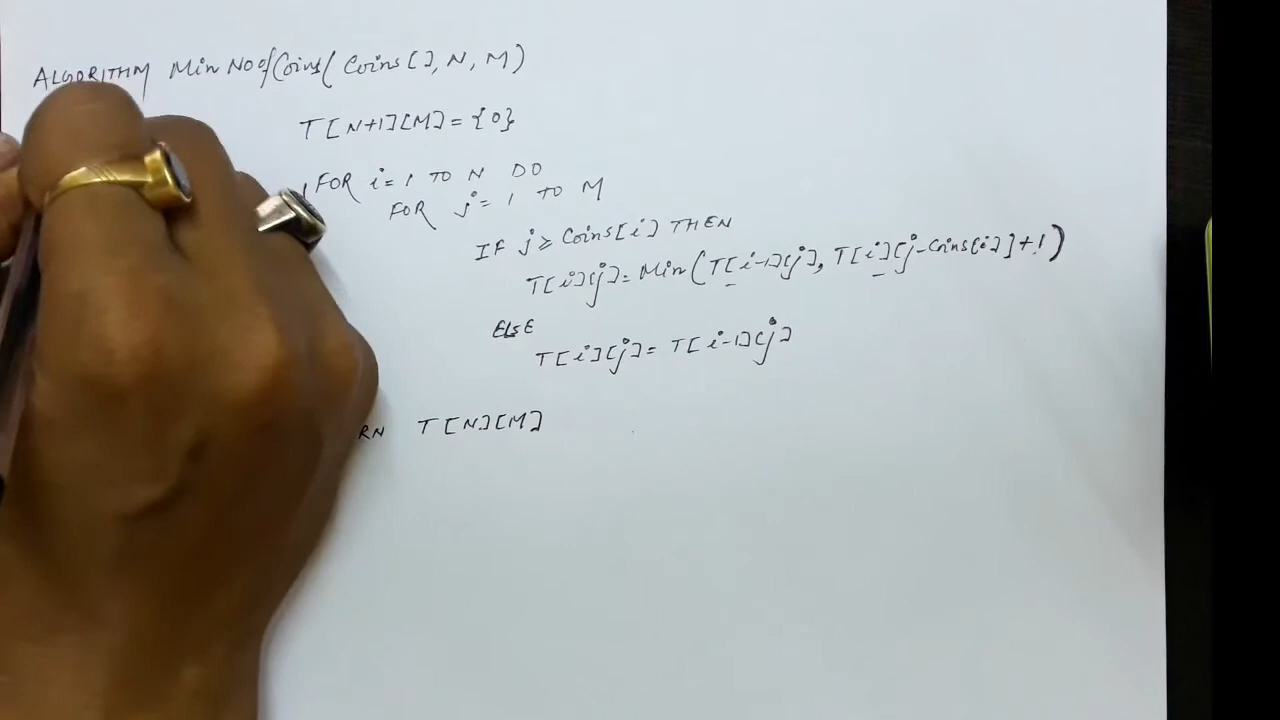 ALGORITHM MinNoofCoins(Coins[], N, M)
T[N+1][M] = {0}
FOR i = 1 TO N DO
FOR j = 1 TO M
IF j ≥ Coins[i] THEN
T[i][j] = Min(T[i-1][j], T[i][j-Coins[i]]+1)
ELSE
T[i][j] = T[i-1][j]
RN T[N][M]